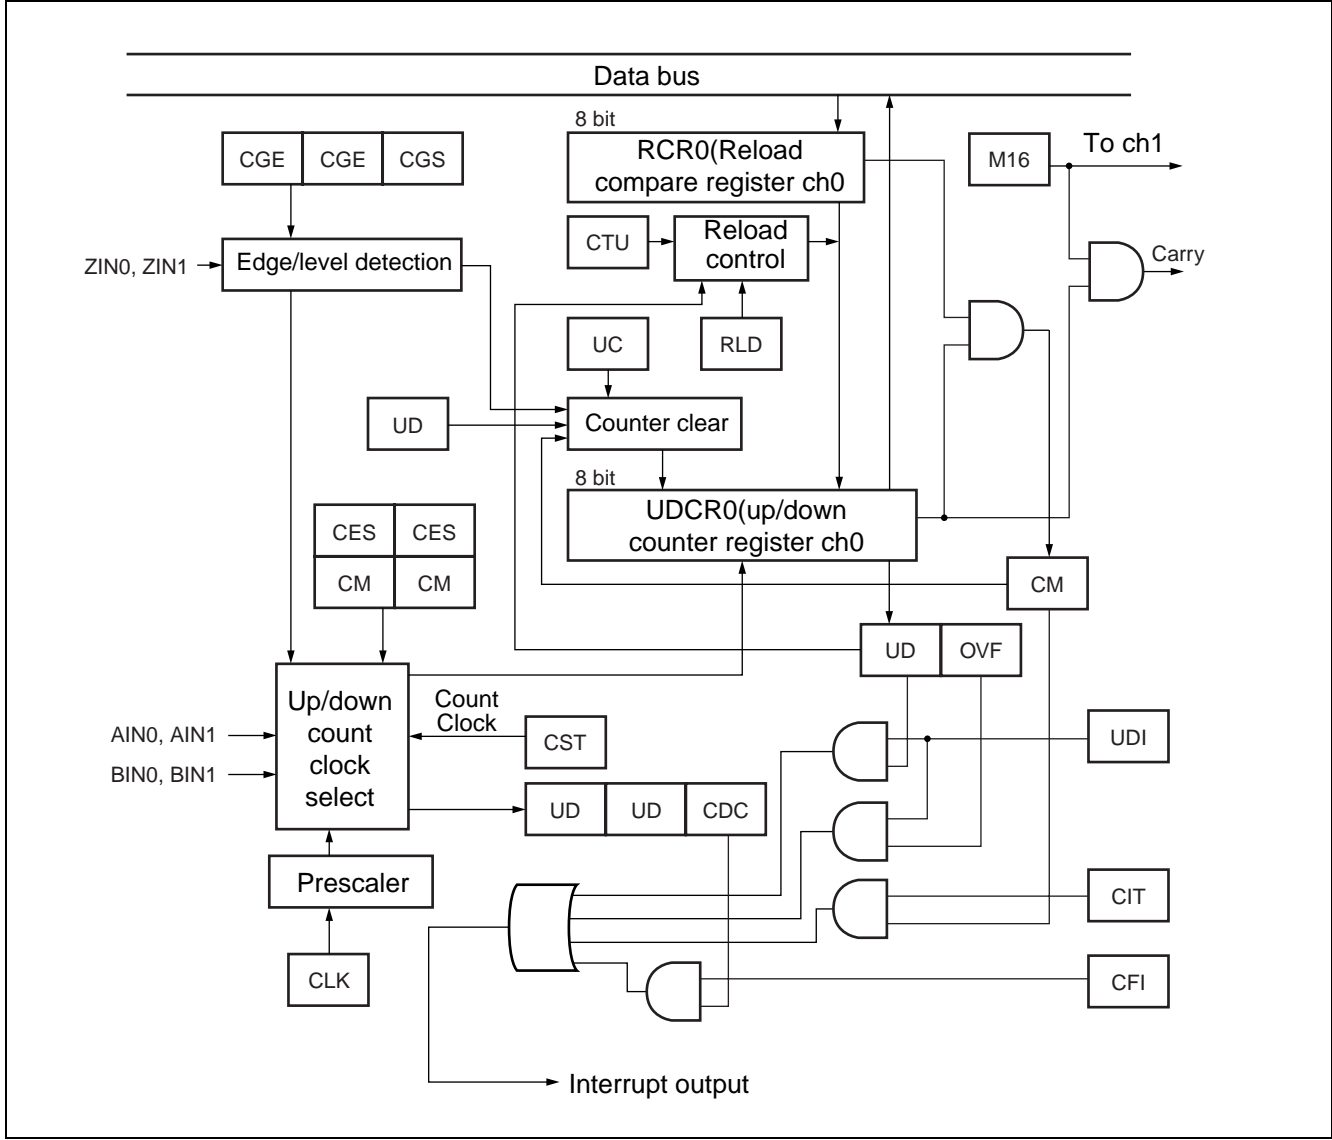 Data bus
8 bit
RCR0(Reload
compare register ch0
CGE CGE CGS
M16
To ch1
CTU
Reload
control
ZIN0, ZIN1
Edge/level detection
Carry
UC
RLD
UD
Counter clear
8 bit
UDCR0(up/down
counter register ch0
CES CES
CM CM
CM
UD OVF
Up/down
count
clock
select
Count
Clock
AIN0, AIN1
BIN0, BIN1
CST
UDI
UD UD CDC
Prescaler
CIT
CLK
CFI
Interrupt output